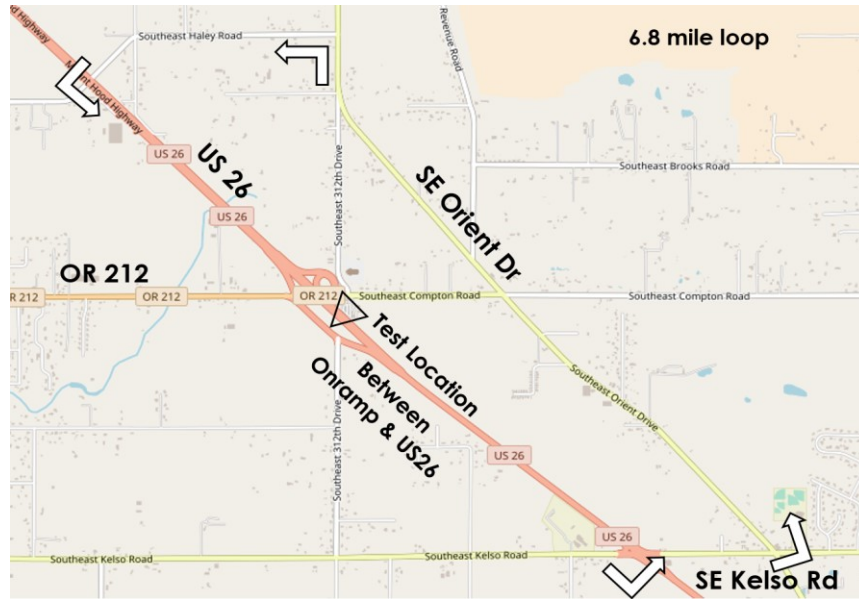 d Highway
Southeast Haley Road
6.8 mile loop
Revenue Road
Mount Hood Highway
US 26
US 26
Southeast 312th Drive
Southeast Brooks Road
US 26
SE Orient Dr
OR 212
R 212
OR 212
OR 212
Southeast Compton Road
Southeast Compton Road
Test Location
Between
Onramp & US26
Southeast Orient Drive
Southeast 312th Drive
US 26
US 26
Southeast Kelso Road
Southeast Kelso Road
SE Kelso Rd